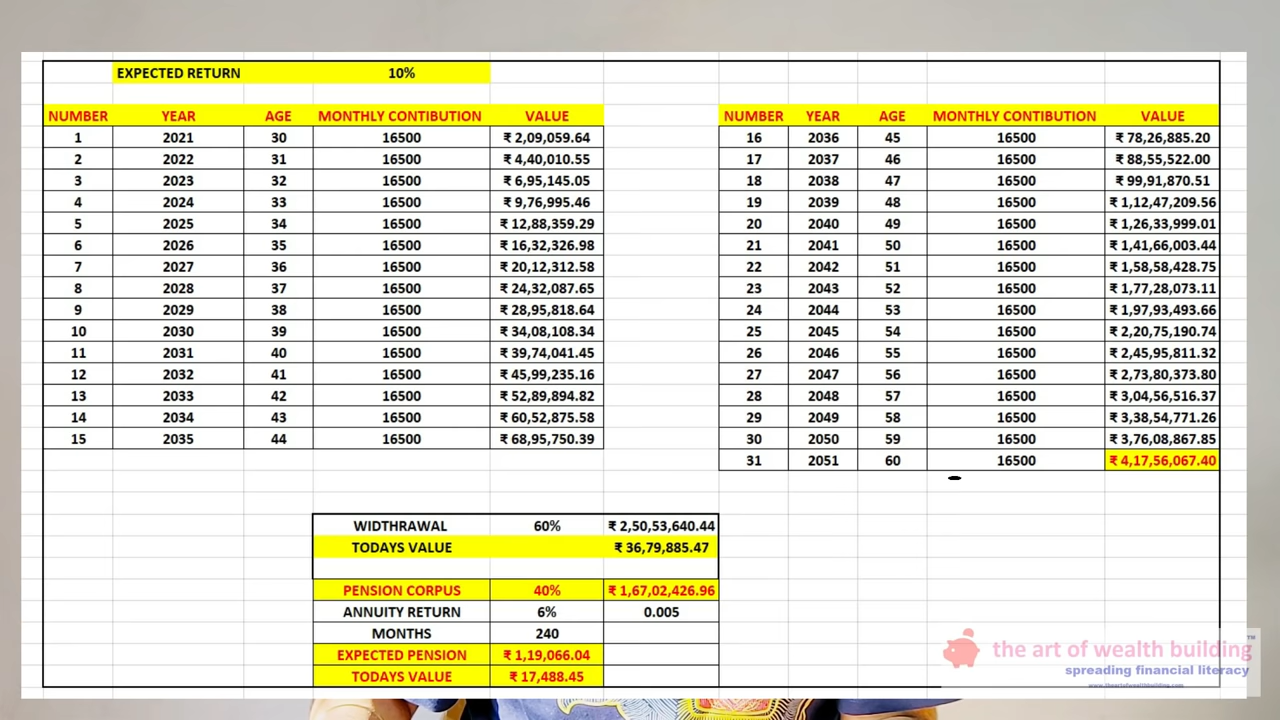 EXPECTED RETURN 10%
NUMBER YEAR AGE MONTHLY CONTIBUTION VALUE
1 2021 30 16500 ₹ 2,09,059.64
2 2022 31 16500 ₹ 4,40,010.55
3 2023 32 16500 ₹ 6,95,145.05
4 2024 33 16500 ₹ 9,76,995.46
5 2025 34 16500 ₹ 12,88,359.29
6 2026 35 16500 ₹ 16,32,326.98
7 2027 36 16500 ₹ 20,12,312.58
8 2028 37 16500 ₹ 24,32,087.65
9 2029 38 16500 ₹ 28,95,818.64
10 2030 39 16500 ₹ 34,08,108.34
11 2031 40 16500 ₹ 39,74,041.45
12 2032 41 16500 ₹ 45,99,235.16
13 2033 42 16500 ₹ 52,89,894.82
14 2034 43 16500 ₹ 60,52,875.58
15 2035 44 16500 ₹ 68,95,750.39
NUMBER YEAR AGE MONTHLY CONTIBUTION VALUE
16 2036 45 16500 ₹ 78,26,885.20
17 2037 46 16500 ₹ 88,55,522.00
18 2038 47 16500 ₹ 99,91,870.51
19 2039 48 16500 ₹ 1,12,47,209.56
20 2040 49 16500 ₹ 1,26,33,999.01
21 2041 50 16500 ₹ 1,41,66,003.44
22 2042 51 16500 ₹ 1,58,58,428.75
23 2043 52 16500 ₹ 1,77,28,073.11
24 2044 53 16500 ₹ 1,97,93,493.66
25 2045 54 16500 ₹ 2,20,75,190.74
26 2046 55 16500 ₹ 2,45,95,811.32
27 2047 56 16500 ₹ 2,73,80,373.80
28 2048 57 16500 ₹ 3,04,56,516.37
29 2049 58 16500 ₹ 3,38,54,771.26
30 2050 59 16500 ₹ 3,76,08,867.85
31 2051 60 16500 ₹ 4,17,56,067.40
WIDTHRAWAL 60% ₹ 2,50,53,640.44
TODAYS VALUE ₹ 36,79,885.47
PENSION CORPUS 40% ₹ 1,67,02,426.96
ANNUITY RETURN 6% 0.005
MONTHS 240
EXPECTED PENSION ₹ 1,19,066.04
TODAYS VALUE ₹ 17,488.45
the art of wealth building TM
spreading financial literacy
www.theartofwealthbuilding.com